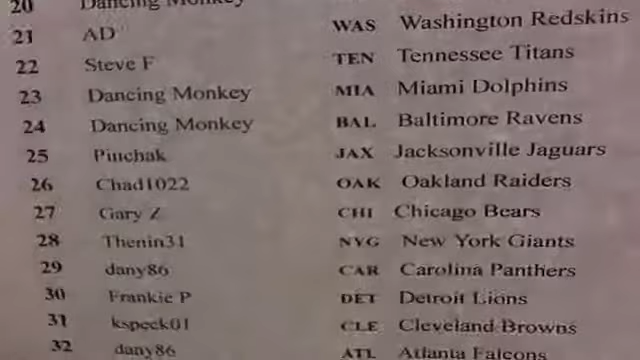 20 Dancing Monkey
21 AD WAS Washington Redskins
22 Steve F TEN Tennessee Titans
23 Dancing Monkey MIA Miami Dolphins
24 Dancing Monkey BAL Baltimore Ravens
25 Pinchak JAX Jacksonville Jaguars
26 Chad1022 OAK Oakland Raiders
27 Gary Z CHI Chicago Bears
28 Thenin31 NYG New York Giants
29 dany86 CAR Carolina Panthers
30 Frankie P DET Detroit Lions
31 kspeck01 CLE Cleveland Browns
32 dany86 ATL Atlanta Falcons